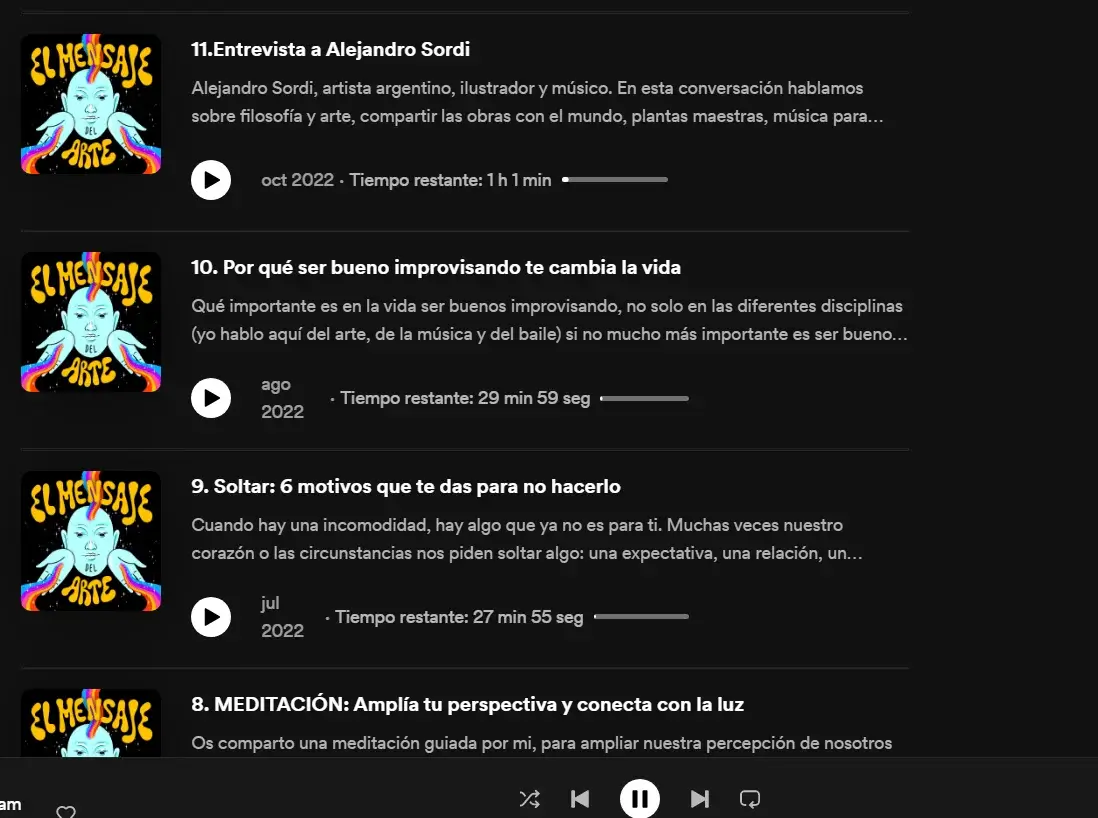 EL MENSAJE
DEL
ARTE
11.Entrevista a Alejandro Sordi
Alejandro Sordi, artista argentino, ilustrador y músico. En esta conversación hablamos
sobre filosofía y arte, compartir las obras con el mundo, plantas maestras, música para…
oct 2022 · Tiempo restante: 1 h 1 min
EL MENSAJE
DEL
ARTE
10. Por qué ser bueno improvisando te cambia la vida
Qué importante es en la vida ser buenos improvisando, no solo en las diferentes disciplinas
(yo hablo aquí del arte, de la música y del baile) si no mucho más importante es ser bueno…
ago
2022
· Tiempo restante: 29 min 59 seg
EL MENSAJE
DEL
ARTE
9. Soltar: 6 motivos que te das para no hacerlo
Cuando hay una incomodidad, hay algo que ya no es para ti. Muchas veces nuestro
corazón o las circunstancias nos piden soltar algo: una expectativa, una relación, un…
jul
2022
· Tiempo restante: 27 min 55 seg
EL MENSAJE
8. MEDITACIÓN: Amplía tu perspectiva y conecta con la luz
Os comparto una meditación guiada por mi, para ampliar nuestra percepción de nosotros
am